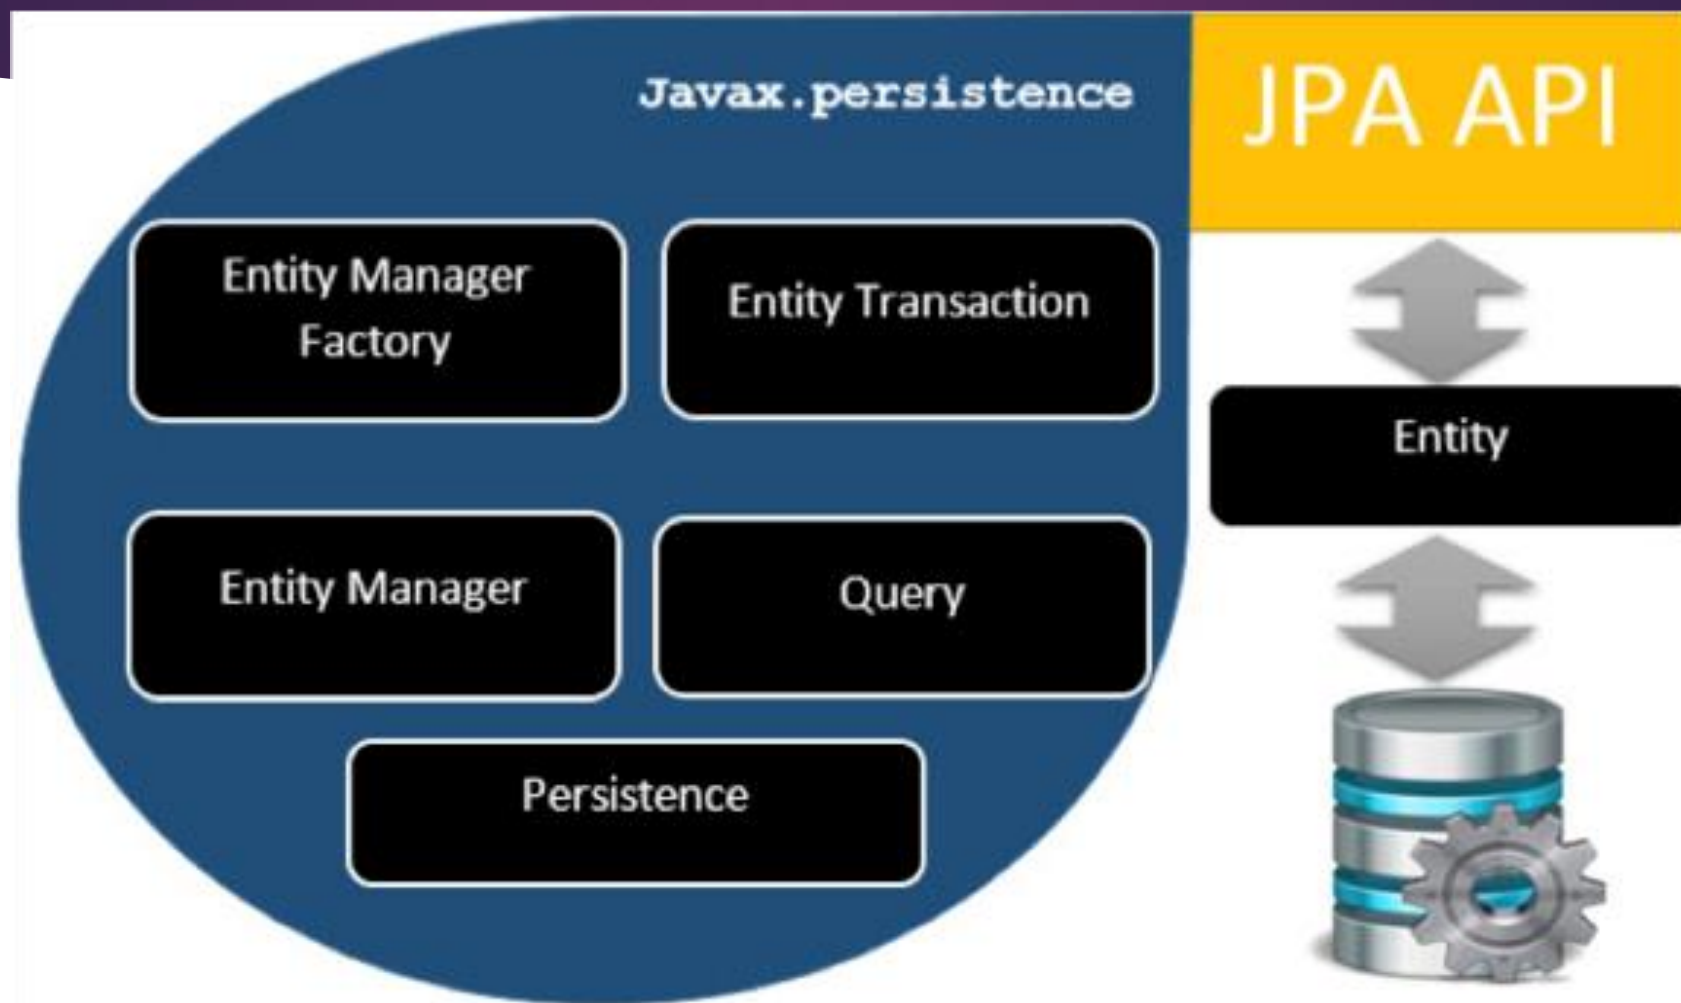 Javax.persistence
JPA API
Entity Manager
Factory
Entity Transaction
Entity
Entity Manager
Query
Persistence